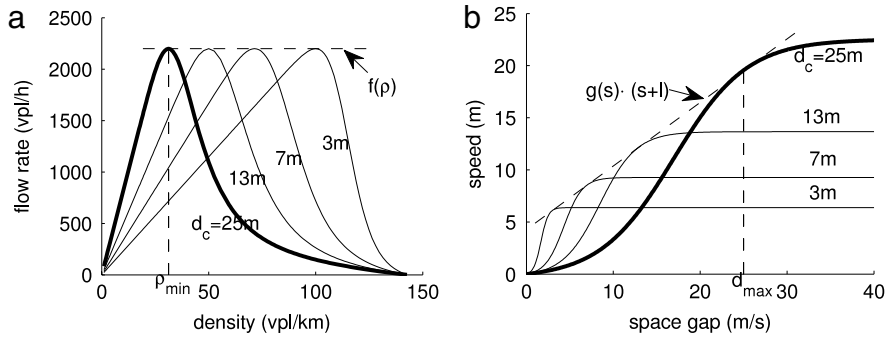 a
2500
2000
1500
1000
500
0
flow rate (vpl/h)
f(ρ)
3m
7m
13m
d_c=25m
ρ_min
0 50 100 150
density (vpl/km)
b
25
20
15
10
5
0
speed (m)
g(s)· (s+l)
d_c=25m
13m
7m
3m
d_max
0 10 20 30 40
space gap (m/s)